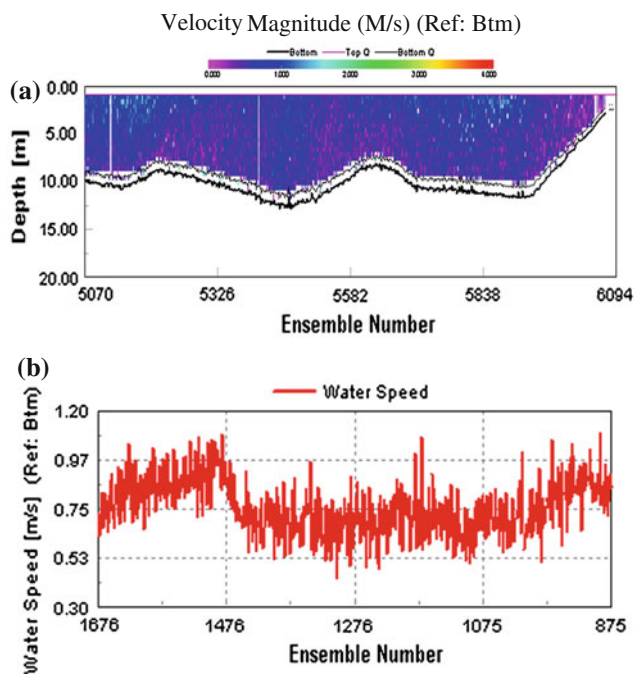 Velocity Magnitude (M/s) (Ref: Btm)
Bottom Top Q Bottom Q
0.000 1.000 2.000 3.000 4.000
(a)
0.00
5.00
10.00
15.00
20.00
Depth [m]
5070 5326 5582 5838 6094
Ensemble Number
(b)
Water Speed
1.20
0.97
0.75
0.53
0.30
Water Speed [m/s] (Ref: Btm)
1676 1476 1276 1075 875
Ensemble Number